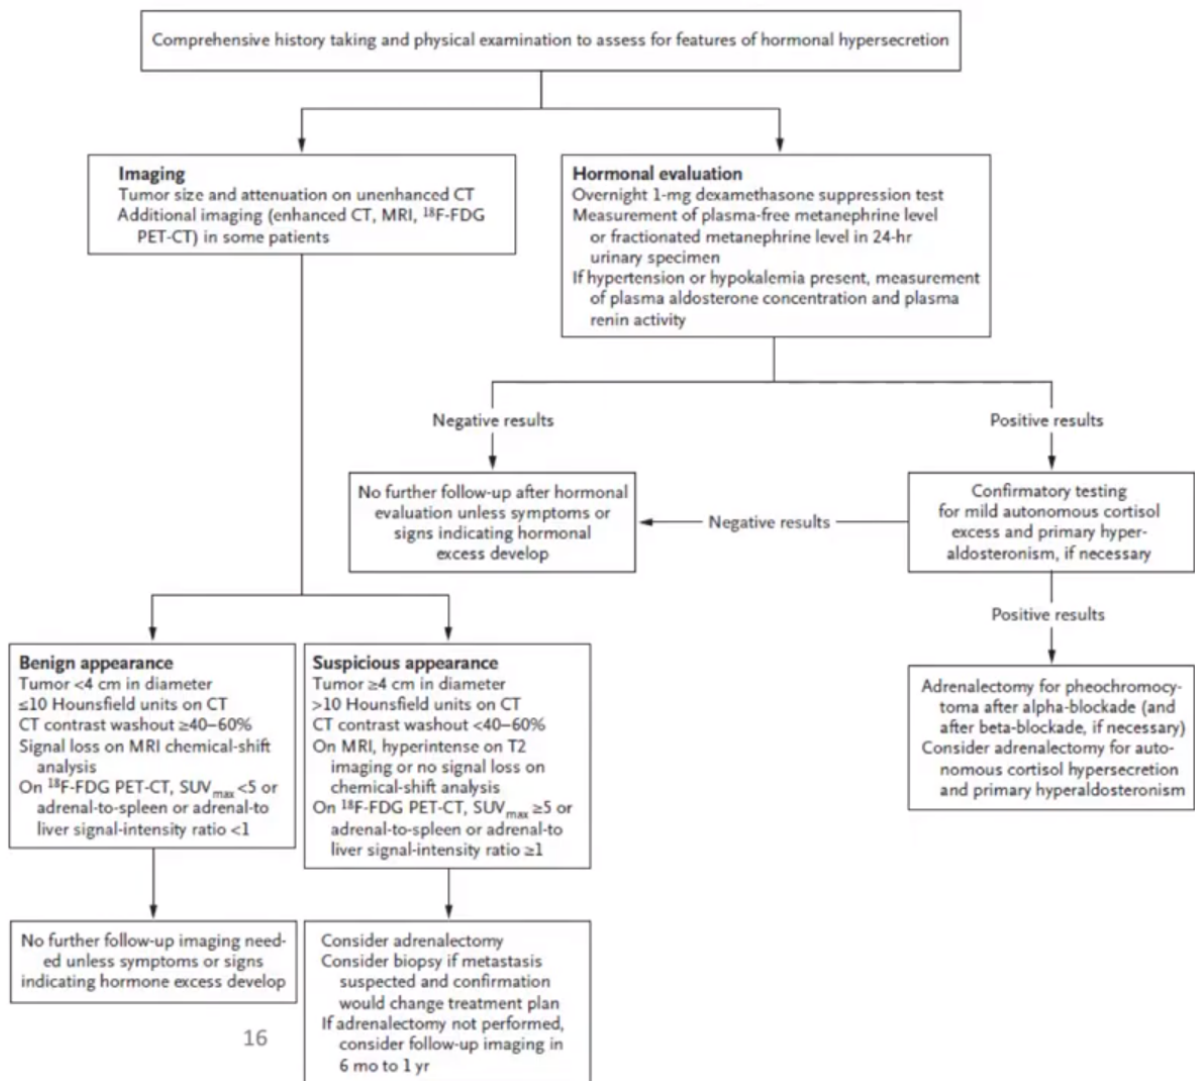 Comprehensive history taking and physical examination to assess for features of hormonal hypersecretion
Imaging
Tumor size and attenuation on unenhanced CT
Additional imaging (enhanced CT, MRI, ¹⁸F-FDG
PET-CT) in some patients
Hormonal evaluation
Overnight 1-mg dexamethasone suppression test
Measurement of plasma-free metanephrine level
or fractionated metanephrine level in 24-hr
urinary specimen
If hypertension or hypokalemia present, measurement
of plasma aldosterone concentration and plasma
renin activity
Negative results
Positive results
No further follow-up after hormonal
evaluation unless symptoms or
signs indicating hormonal
excess develop
Negative results
Confirmatory testing
for mild autonomous cortisol
excess and primary hyper-
aldosteronism, if necessary
Positive results
Adrenalectomy for pheochromocy-
toma after alpha-blockade (and
after beta-blockade, if necessary)
Consider adrenalectomy for auto-
nomous cortisol hypersecretion
and primary hyperaldosteronism
Benign appearance
Tumor <4 cm in diameter
≤10 Hounsfield units on CT
CT contrast washout ≥40–60%
Signal loss on MRI chemical-shift
analysis
On ¹⁸F-FDG PET-CT, SUVmax<5 or
adrenal-to-spleen or adrenal-to
liver signal-intensity ratio <1
Suspicious appearance
Tumor ≥4 cm in diameter
>10 Hounsfield units on CT
CT contrast washout <40–60%
On MRI, hyperintense on T2
imaging or no signal loss on
chemical-shift analysis
On ¹⁸F-FDG PET-CT, SUVmax ≥5 or
adrenal-to-spleen or adrenal-to
liver signal-intensity ratio ≥1
No further follow-up imaging need-
ed unless symptoms or signs
indicating hormone excess develop
Consider adrenalectomy
Consider biopsy if metastasis
suspected and confirmation
would change treatment plan
If adrenalectomy not performed,
consider follow-up imaging in
6 mo to 1 yr
16